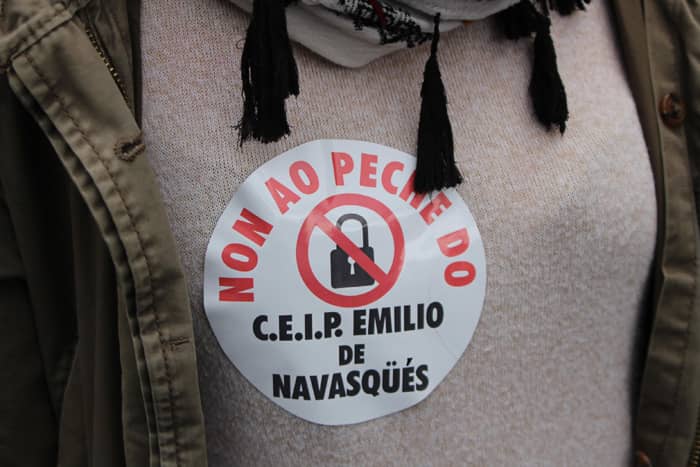 NON AO PECHE DO
C.E.I.P. EMILIO
DE
NAVASQÜÉS